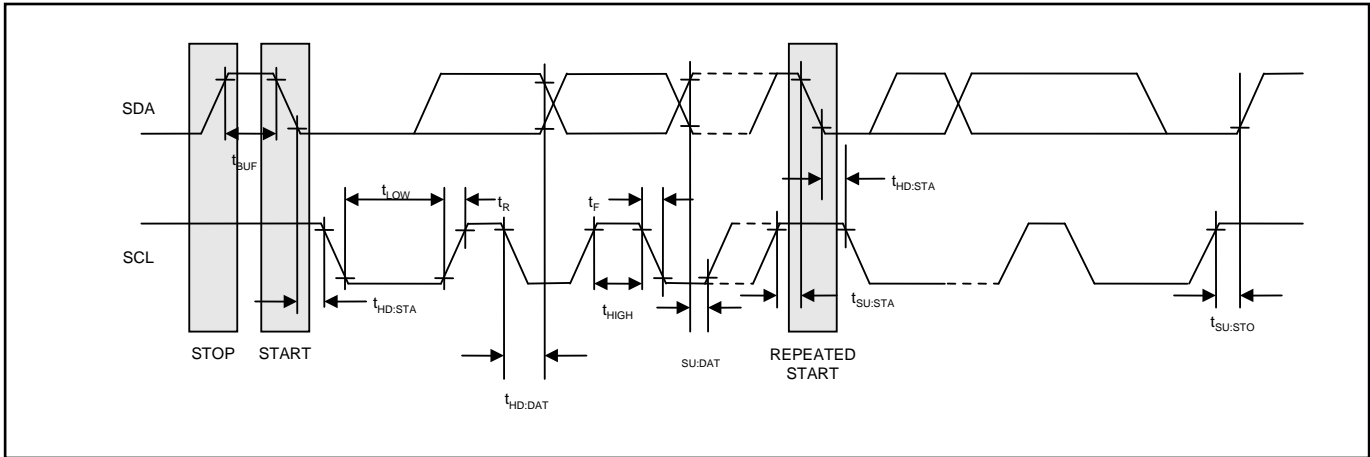 SDA
tBUF
tLOW
tR
tF
tHD:STA
SCL
tHD:STA
tHIGH
tSU:STA
tSU:STO
STOP
START
SU:DAT
REPEATED
START
tHD:DAT